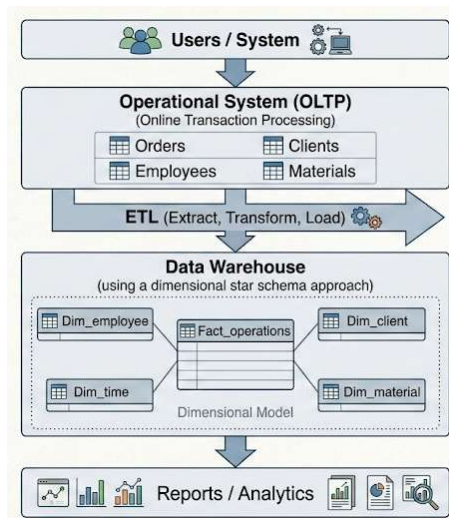 Users / System
Operational System (OLTP)
(Online Transaction Processing)
Orders
Clients
Employees
Materials
ETL (Extract, Transform, Load)
Data Warehouse
(using a dimensional star schema approach)
Dim_employee
Fact_operations
Dim_client
Dim_time
Dim_material
Dimensional Model
Reports / Analytics